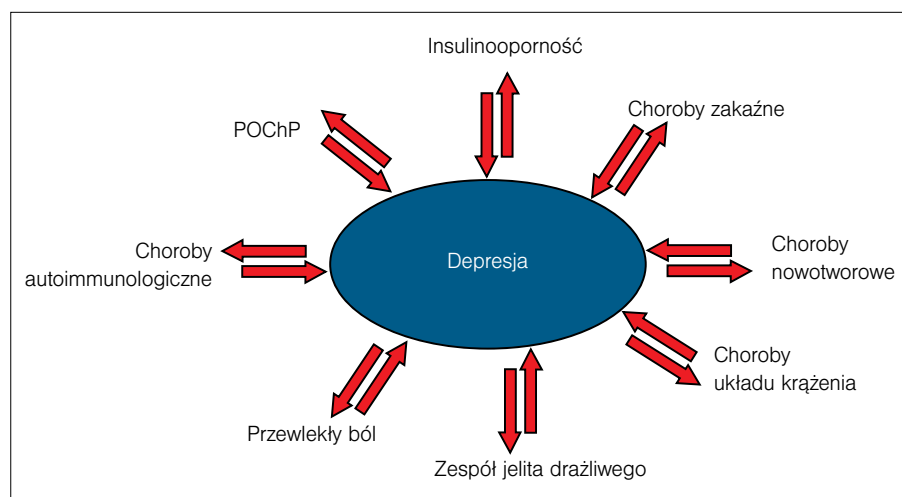 Insulinooporność
Choroby zakaźne
POChP
Choroby
autoimmunologiczne
Depresja
Choroby
nowotworowe
Choroby
układu krążenia
Przewlekły ból
Zespół jelita drażliwego